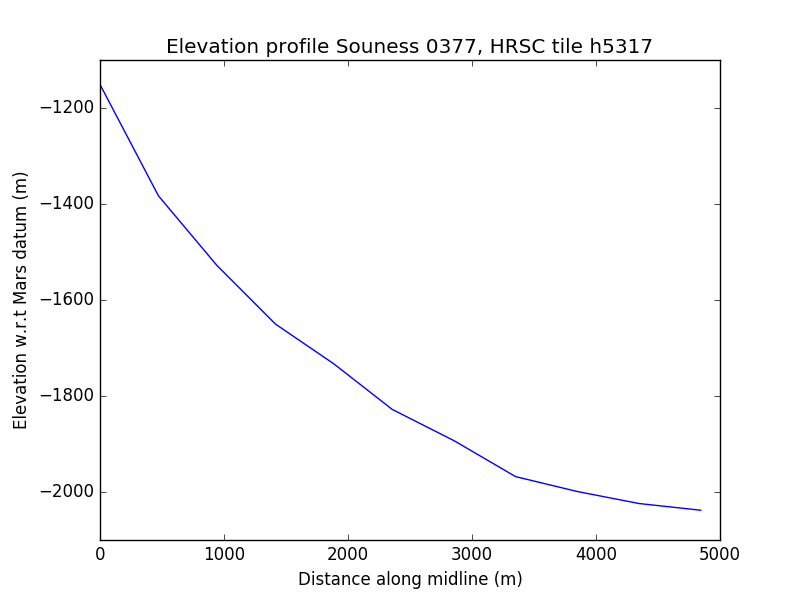 Elevation profile Souness 0377, HRSC tile h5317
Elevation w.r.t Mars datum (m)
−1200
−1400
−1600
−1800
−2000
0 1000 2000 3000 4000 5000
Distance along midline (m)